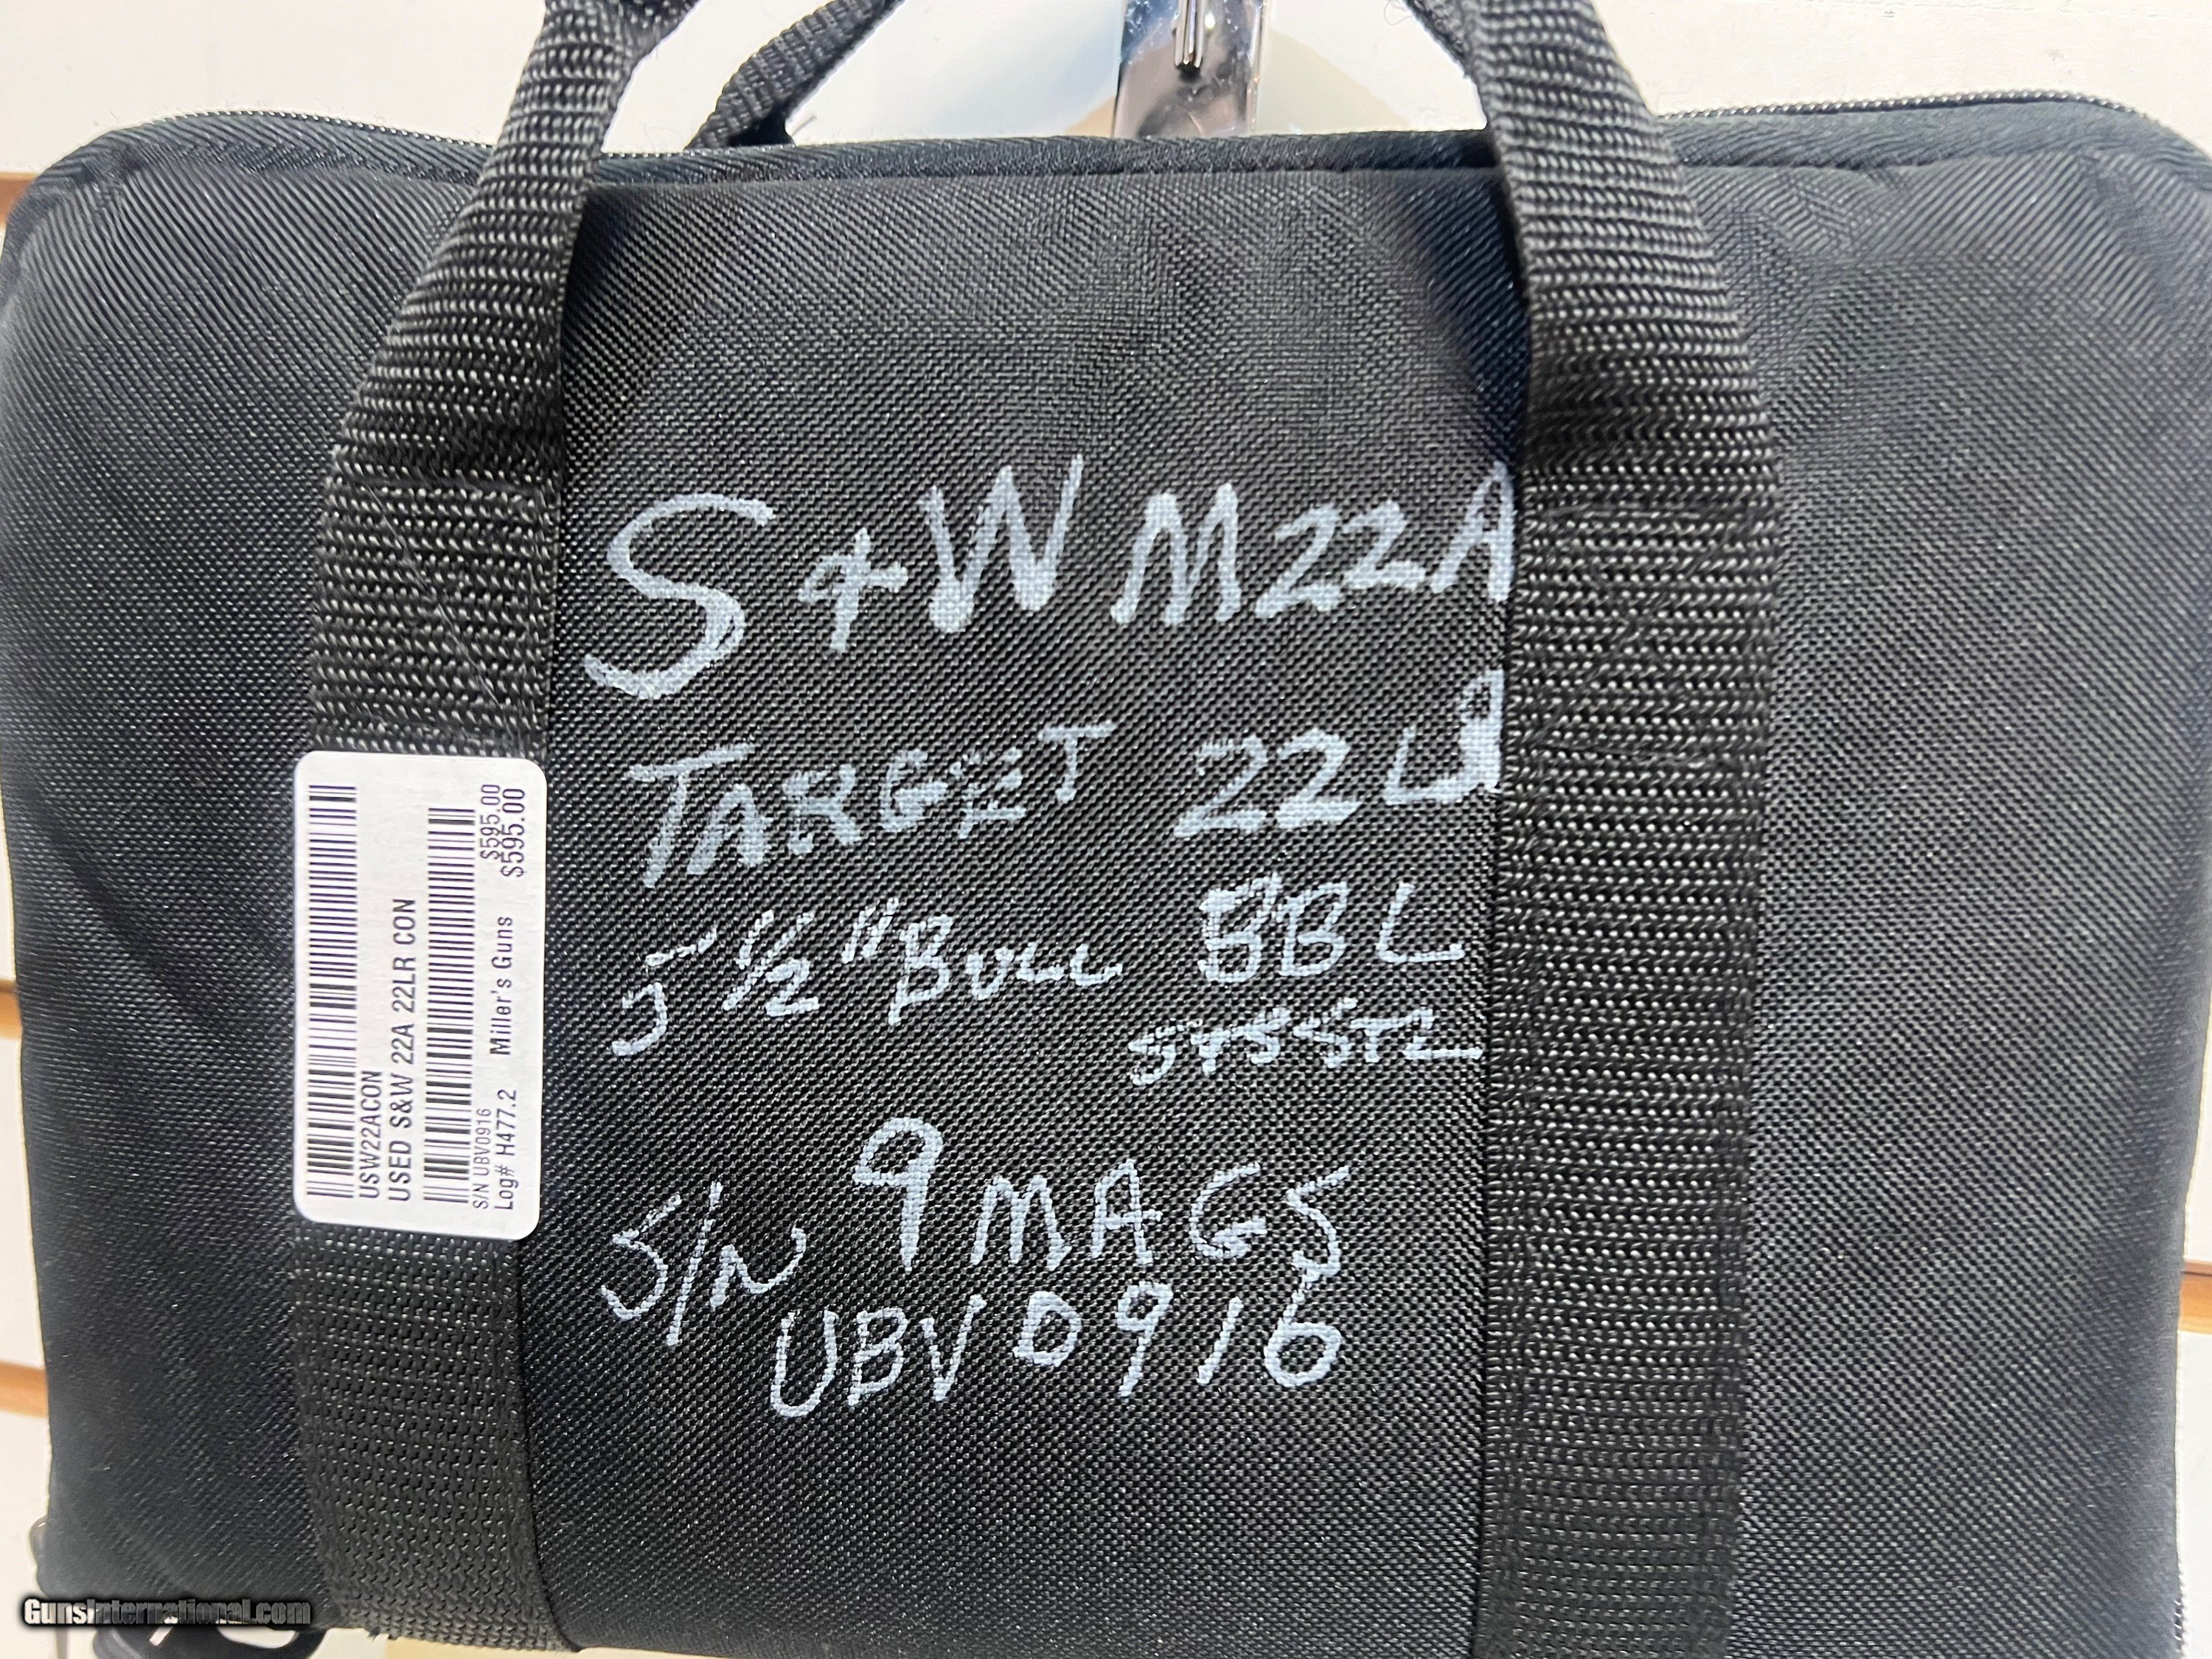 S & W M22A
TARGET 22LR
5 1/2" BULL BBL
9 MAGS
S/N
UBV0916
USW22ACON
USED S&W 22A 22LR CON
S/N UBV0916
Log# H477.2 Miller's Guns
$595.00
$595.00
GunsInternational.com